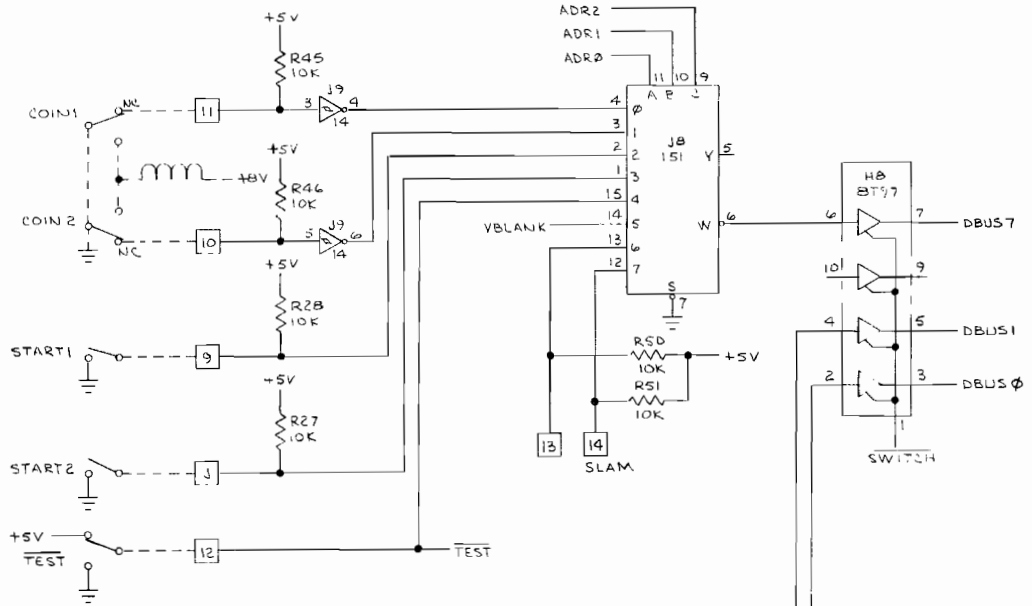 ADR2
ADR1
ADRØ
+5V
R45
10K
COIN1
NC
11
3
J9
4
14
11
10
9
A
B
C
4
Ø
3
1
2
2
1
3
15
4
14
5
13
6
12
7
J8
151
Y
5
W
6
S
7
+8V
+5V
R46
10K
COIN 2
NC
10
5
J9
6
14
VBLANK
H8
8T97
6
7
DBUS7
10
9
4
5
DBUS1
2
3
DBUSØ
1
SWITCH
+5V
R28
10K
START1
9
R50
10K
+5V
R51
10K
13
14
SLAM
+5V
R27
10K
START2
J
+5V
TEST
12
TEST